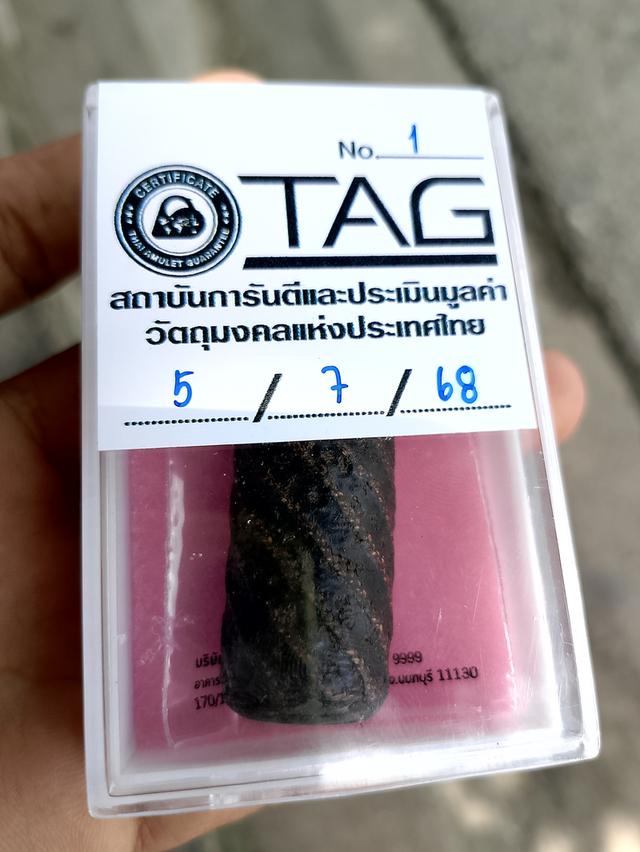 No. 1
CERTIFICATE
THAI AMULET GUARANTEE
TAG
สถาบันการันตีและประเมินมูลค่า
วัตถุมงคลแห่งประเทศไทย
5 / 7 / 68
9999
จ.นนทบุรี 11130